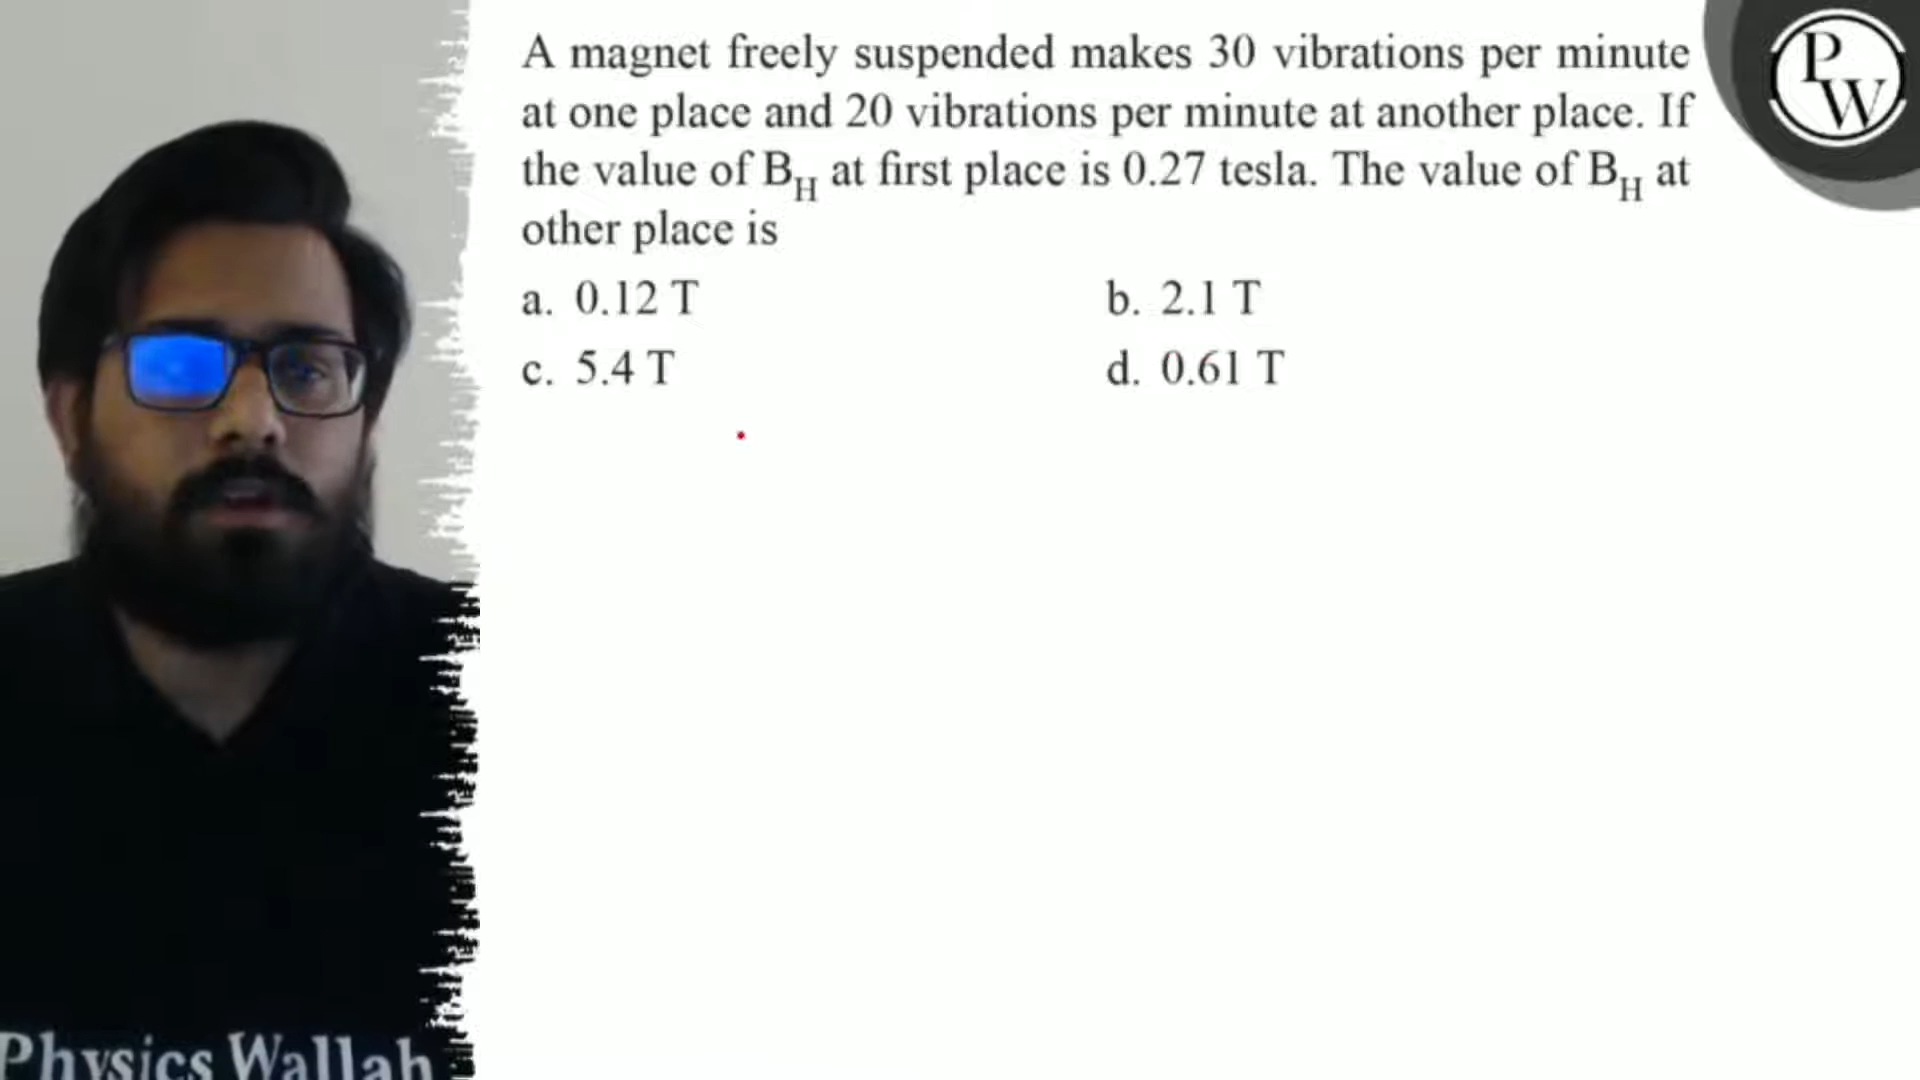 A magnet freely suspended makes 30 vibrations per minute
at one place and 20 vibrations per minute at another place. If
the value of B_H at first place is 0.27 tesla. The value of B_H at
other place is
a. 0.12 T b. 2.1 T
c. 5.4 T d. 0.61 T
PW
Physics Wallah